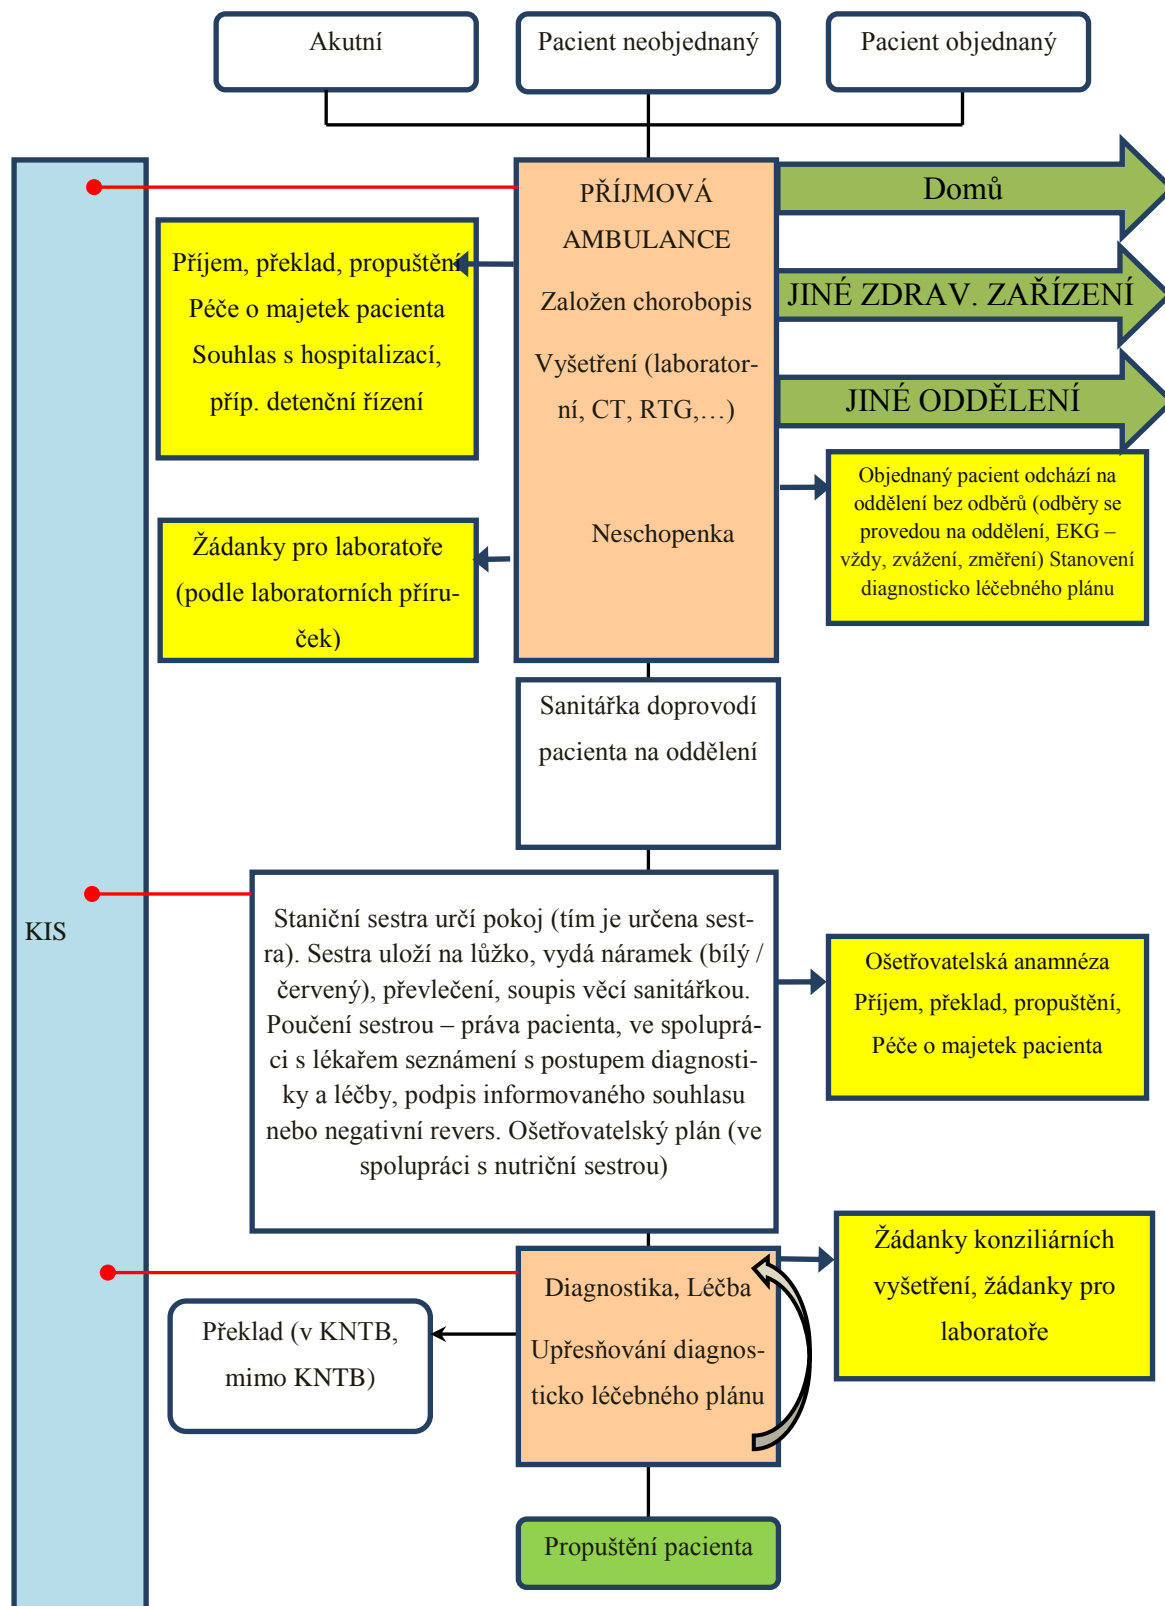 Akutní
Pacient neobjednaný
Pacient objednaný
PŘÍJMOVÁ
AMBULANCE
Založen chorobopis
Vyšetření (laborator-
ní, CT, RTG,…)
Neschopenka
Domů
JINÉ ZDRAV. ZAŘÍZENÍ
JINÉ ODDĚLENÍ
Příjem, překlad, propuštění
Péče o majetek pacienta
Souhlas s hospitalizací,
příp. detenční řízení
Žádanky pro laboratoře
(podle laboratorních příru-
ček)
Objednaný pacient odchází na
oddělení bez odběrů (odběry se
provedou na oddělení, EKG –
vždy, zvážení, změření) Stanovení
diagnosticko léčebného plánu
Sanitářka doprovodí
pacienta na oddělení
KIS
Staniční sestra určí pokoj (tím je určena sest-
ra). Sestra uloží na lůžko, vydá náramek (bílý /
červený), převlečení, soupis věcí sanitářkou.
Poučení sestrou – práva pacienta, ve spoluprá-
ci s lékařem seznámení s postupem diagnosti-
ky a léčby, podpis informovaného souhlasu
nebo negativní revers. Ošetřovatelský plán (ve
spolupráci s nutriční sestrou)
Ošetřovatelská anamnéza
Příjem, překlad, propuštění,
Péče o majetek pacienta
Diagnostika, Léčba
Upřesňování diagnos-
ticko léčebného plánu
Žádanky konziliárních
vyšetření, žádanky pro
laboratoře
Překlad (v KNTB,
mimo KNTB)
Propuštění pacienta